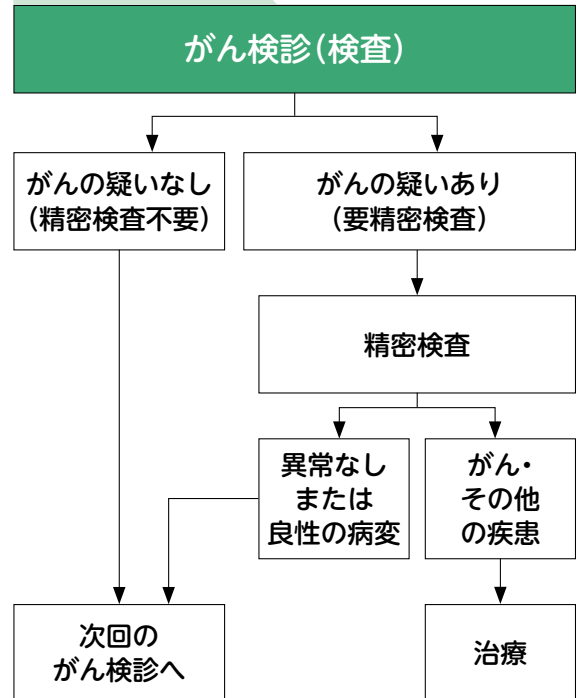 がん検診(検査)
がんの疑いなし
(精密検査不要)
がんの疑いあり
(要精密検査)
精密検査
異常なし
または
良性の病変
がん・
その他
の疾患
次回の
がん検診へ
治療